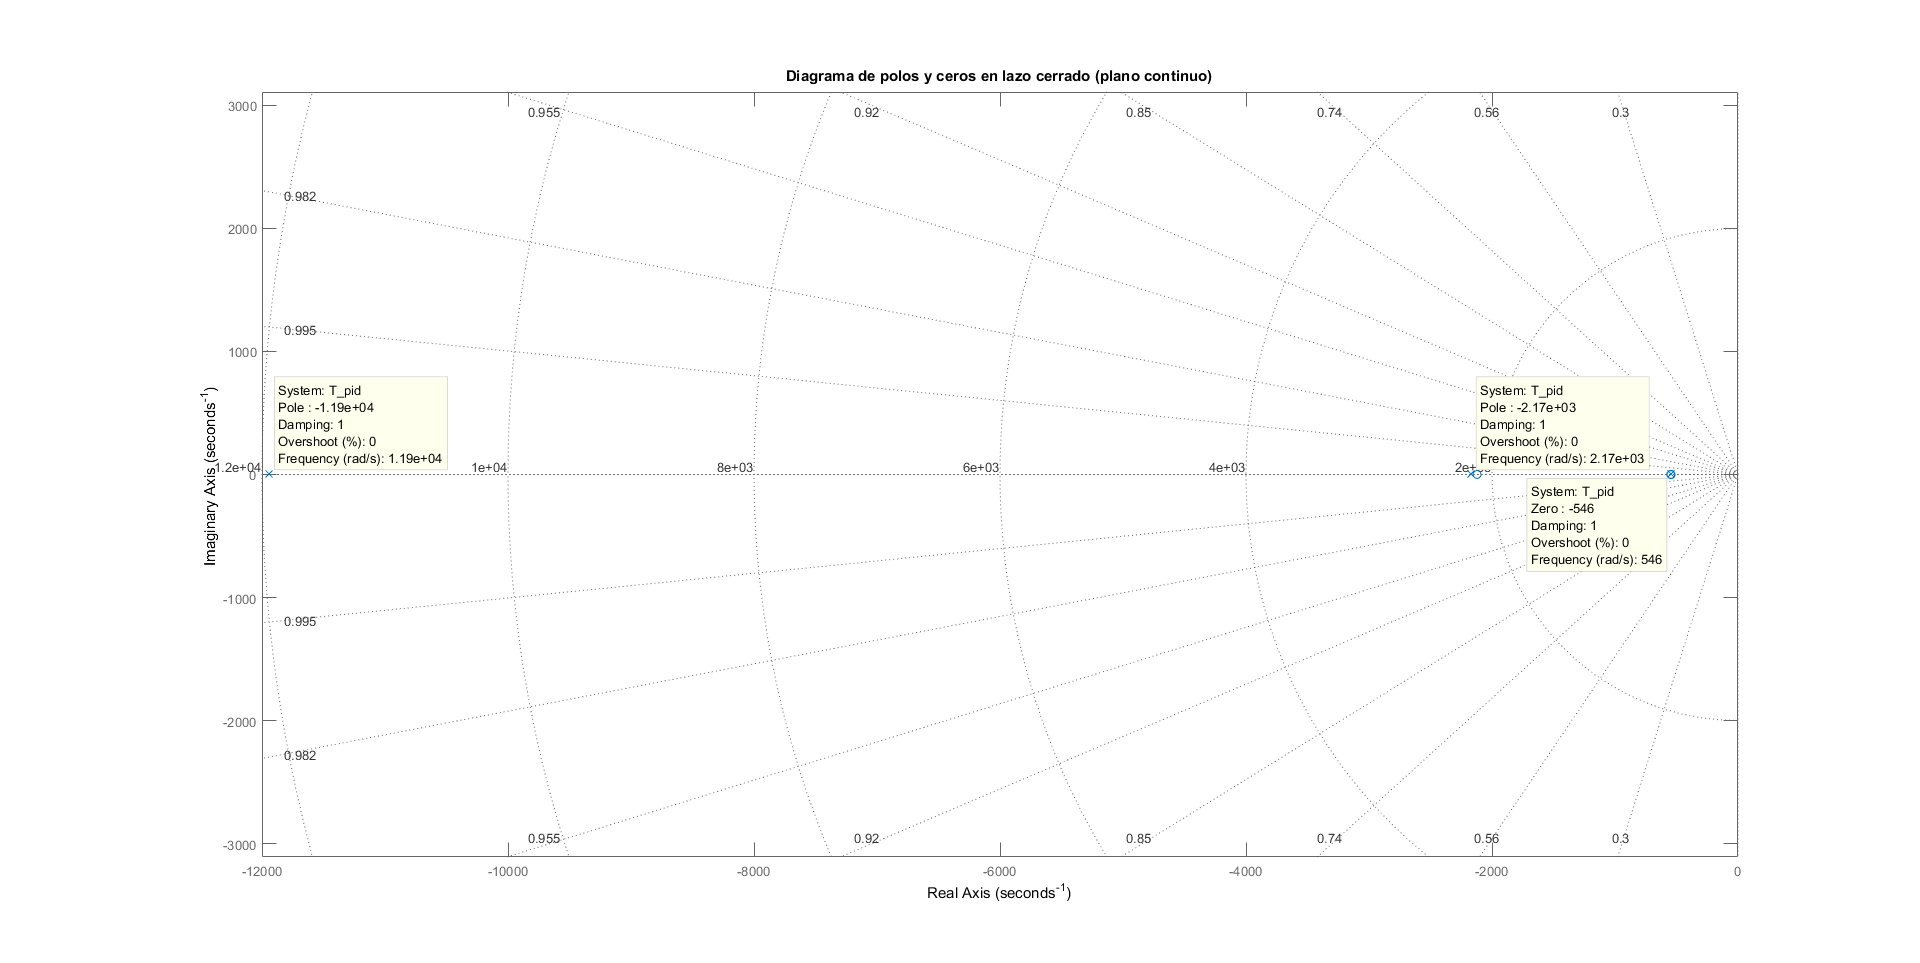 Diagrama de polos y ceros en lazo cerrado (plano continuo)
3000
0.955
0.92
0.85
0.74
0.56
0.3
0.982
2000
0.995
1000
System: T_pid
Pole : -1.19e+04
Damping: 1
Overshoot (%): 0
Frequency (rad/s): 1.19e+04
System: T_pid
Pole : -2.17e+03
Damping: 1
Overshoot (%): 0
Frequency (rad/s): 2.17e+03
1.2e+04
1e+04
8e+03
6e+03
4e+03
0
System: T_pid
Zero : -546
Damping: 1
Overshoot (%): 0
Frequency (rad/s): 546
Imaginary Axis (seconds⁻¹)
-1000
0.995
-2000
0.982
0.955
0.92
0.85
0.74
0.56
0.3
-3000
-12000
-10000
-8000
-6000
-4000
-2000
0
Real Axis (seconds⁻¹)